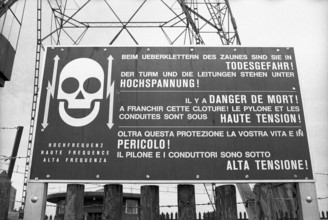 BEIM UEBERKLETTERN DES ZAUNES SIND SIE IN
TODESGEFAHR!
DER TURM UND DIE LEITUNGEN STEHEN UNTER
HOCHSPANNUNG!
IL Y A DANGER DE MORT!
A FRANCHIR CETTE CLOTURE! LE PYLONE ET LES
CONDUITES SONT SOUS HAUTE TENSION!
OLTRA QUESTA PROTEZIONE LA VOSTRA VITA E IN
PERICOLO!
IL PILONE E I CONDUTTORI SONO SOTTO
ALTA TENSIONE!
HOCHFREQUENZ
HAUTE FREQUENCE
ALTA FREQUENZA